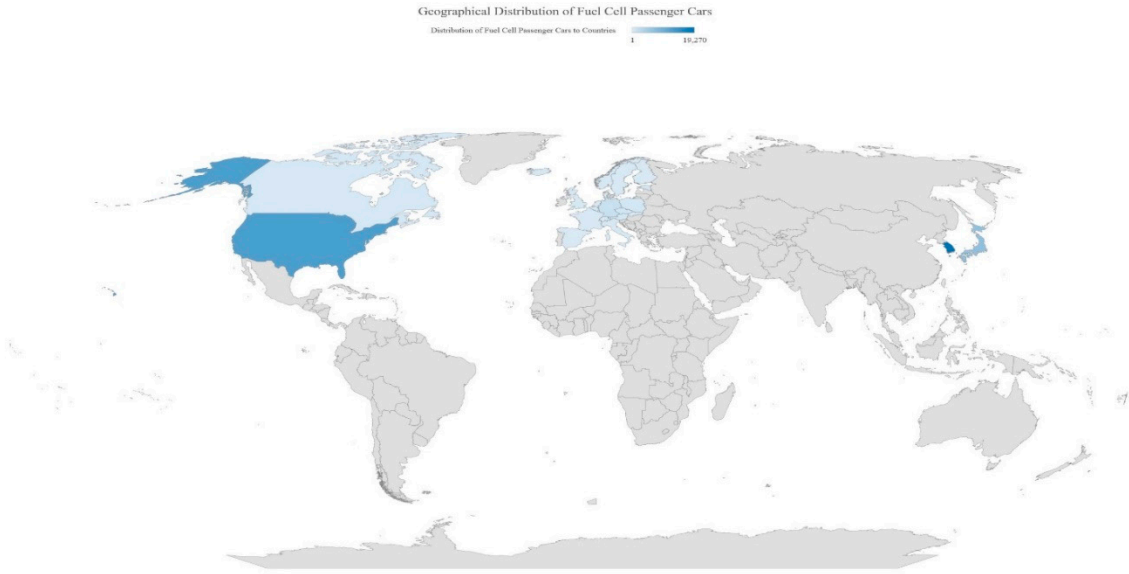 Geographical Distribution of Fuel Cell Passenger Cars
Distribution of Fuel Cell Passenger Cars to Countries
1 19,270